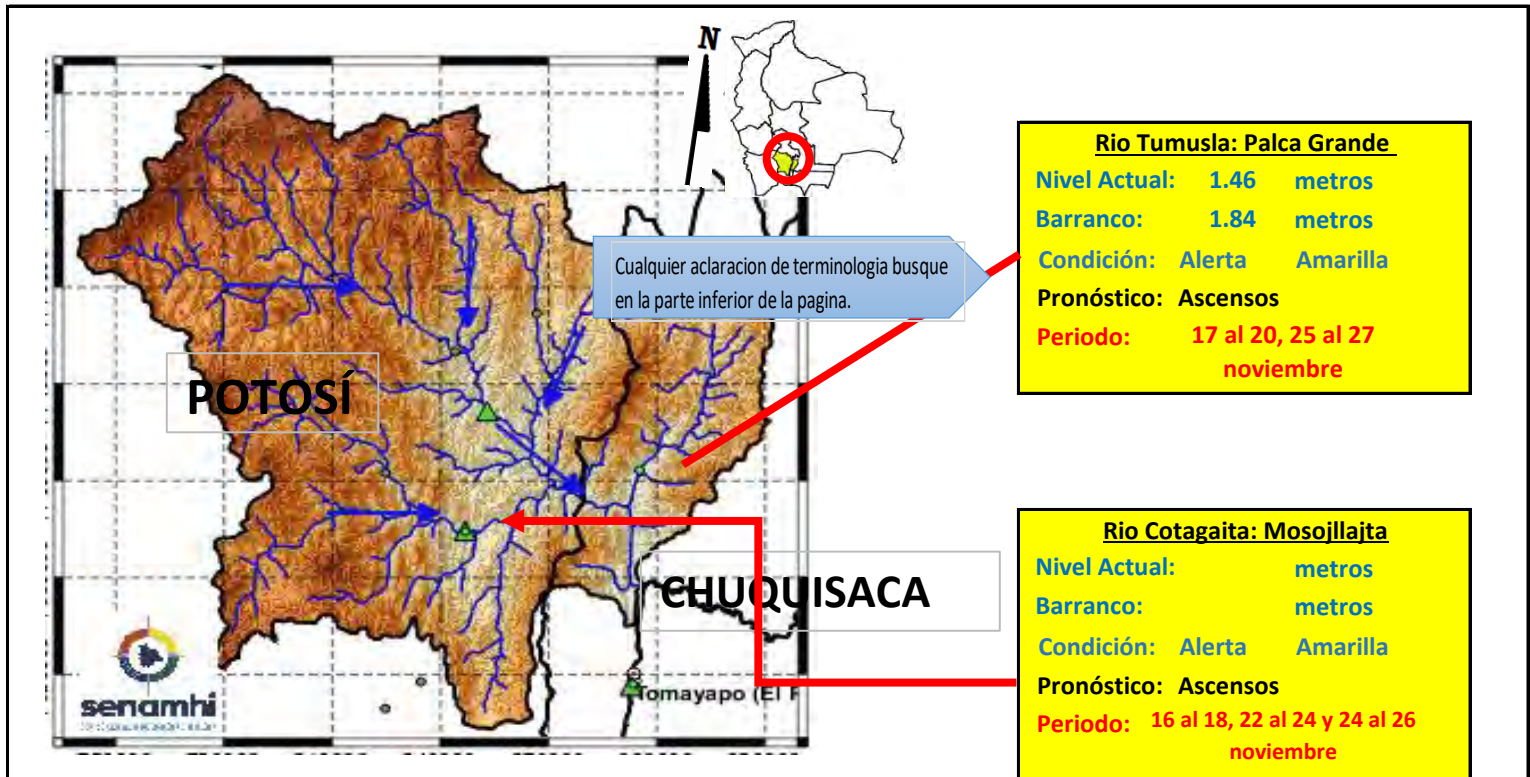 N
Cualquier aclaracion de terminologia busque
en la parte inferior de la pagina.
POTOSÍ
CHUQUISACA
Tomayapo (El
senamhi
Rio Tumusla: Palca Grande
Nivel Actual: 1.46 metros
Barranco: 1.84 metros
Condición: Alerta Amarilla
Pronóstico: Ascensos
Periodo: 17 al 20, 25 al 27
noviembre
Rio Cotagaita: Mosojllajta
Nivel Actual: metros
Barranco: metros
Condición: Alerta Amarilla
Pronóstico: Ascensos
Periodo: 16 al 18, 22 al 24 y 24 al 26
noviembre